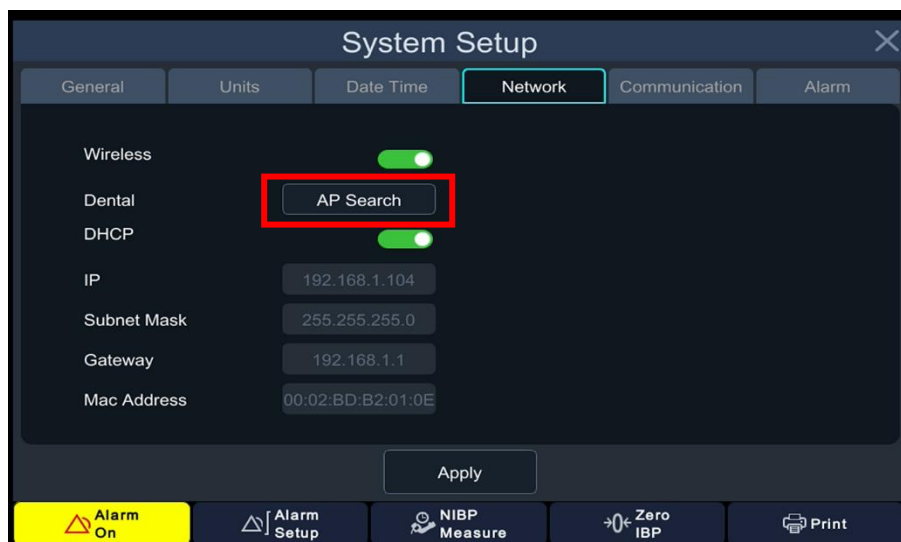 System Setup
General Units Date Time Network Communication Alarm
Wireless
Dental AP Search
DHCP
IP 192.168.1.104
Subnet Mask 255.255.255.0
Gateway 192.168.1.1
Mac Address 00:02:BD:B2:01:0E
Apply
Alarm On Alarm Setup NIBP Measure Zero IBP Print